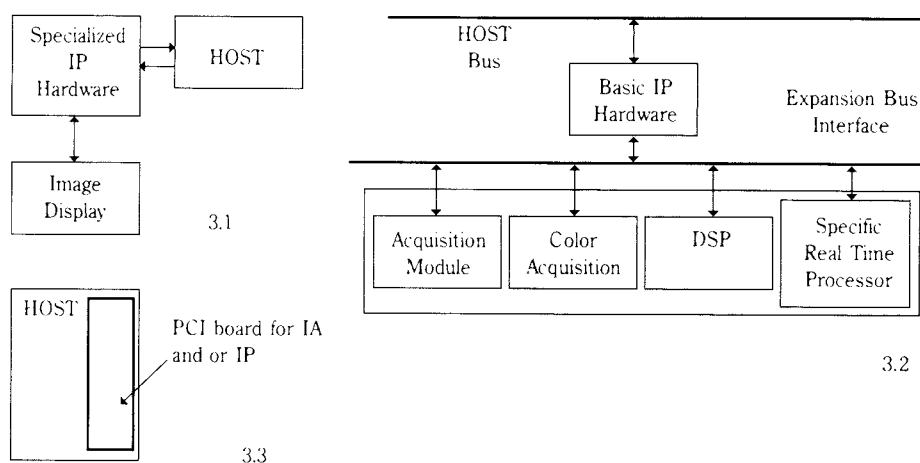 Specialized
IP
Hardware
HOST
Image
Display
3.1
HOST
Bus
Basic IP
Hardware
Expansion Bus
Interface
Acquisition
Module
Color
Acquisition
DSP
Specific
Real Time
Processor
3.2
HOST
PCI board for IA
and or IP
3.3